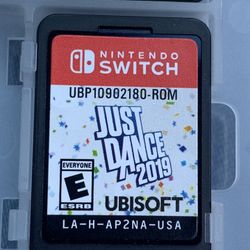 NINTENDO
SWITCH
UBP10902180-ROM
JUST
DANCE
2019
EVERYONE
E
ESRB
UBISOFT
LA-H-AP2NA-USA